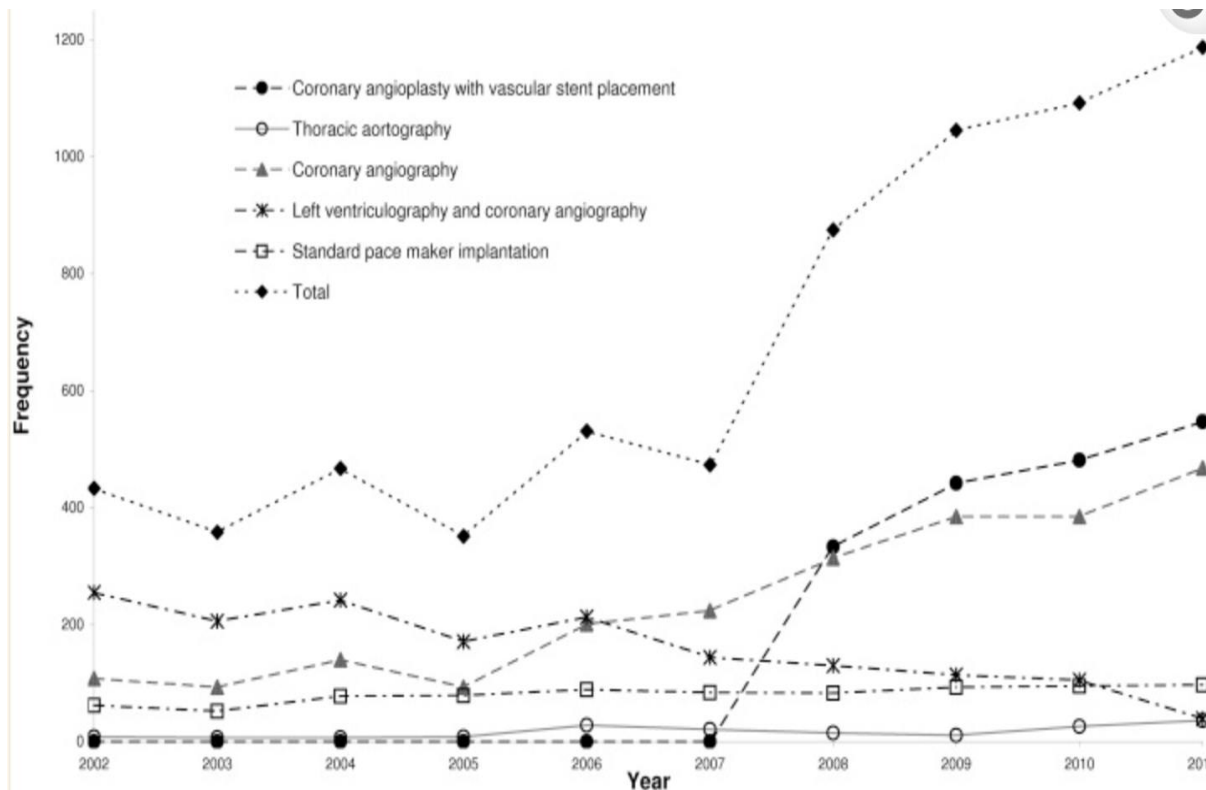 1200
1000
800
600
400
200
0
Frequency
Coronary angioplasty with vascular stent placement
Thoracic aortography
Coronary angiography
Left ventriculography and coronary angiography
Standard pace maker implantation
Total
2002 2003 2004 2005 2006 2007 2008 2009 2010 201
Year